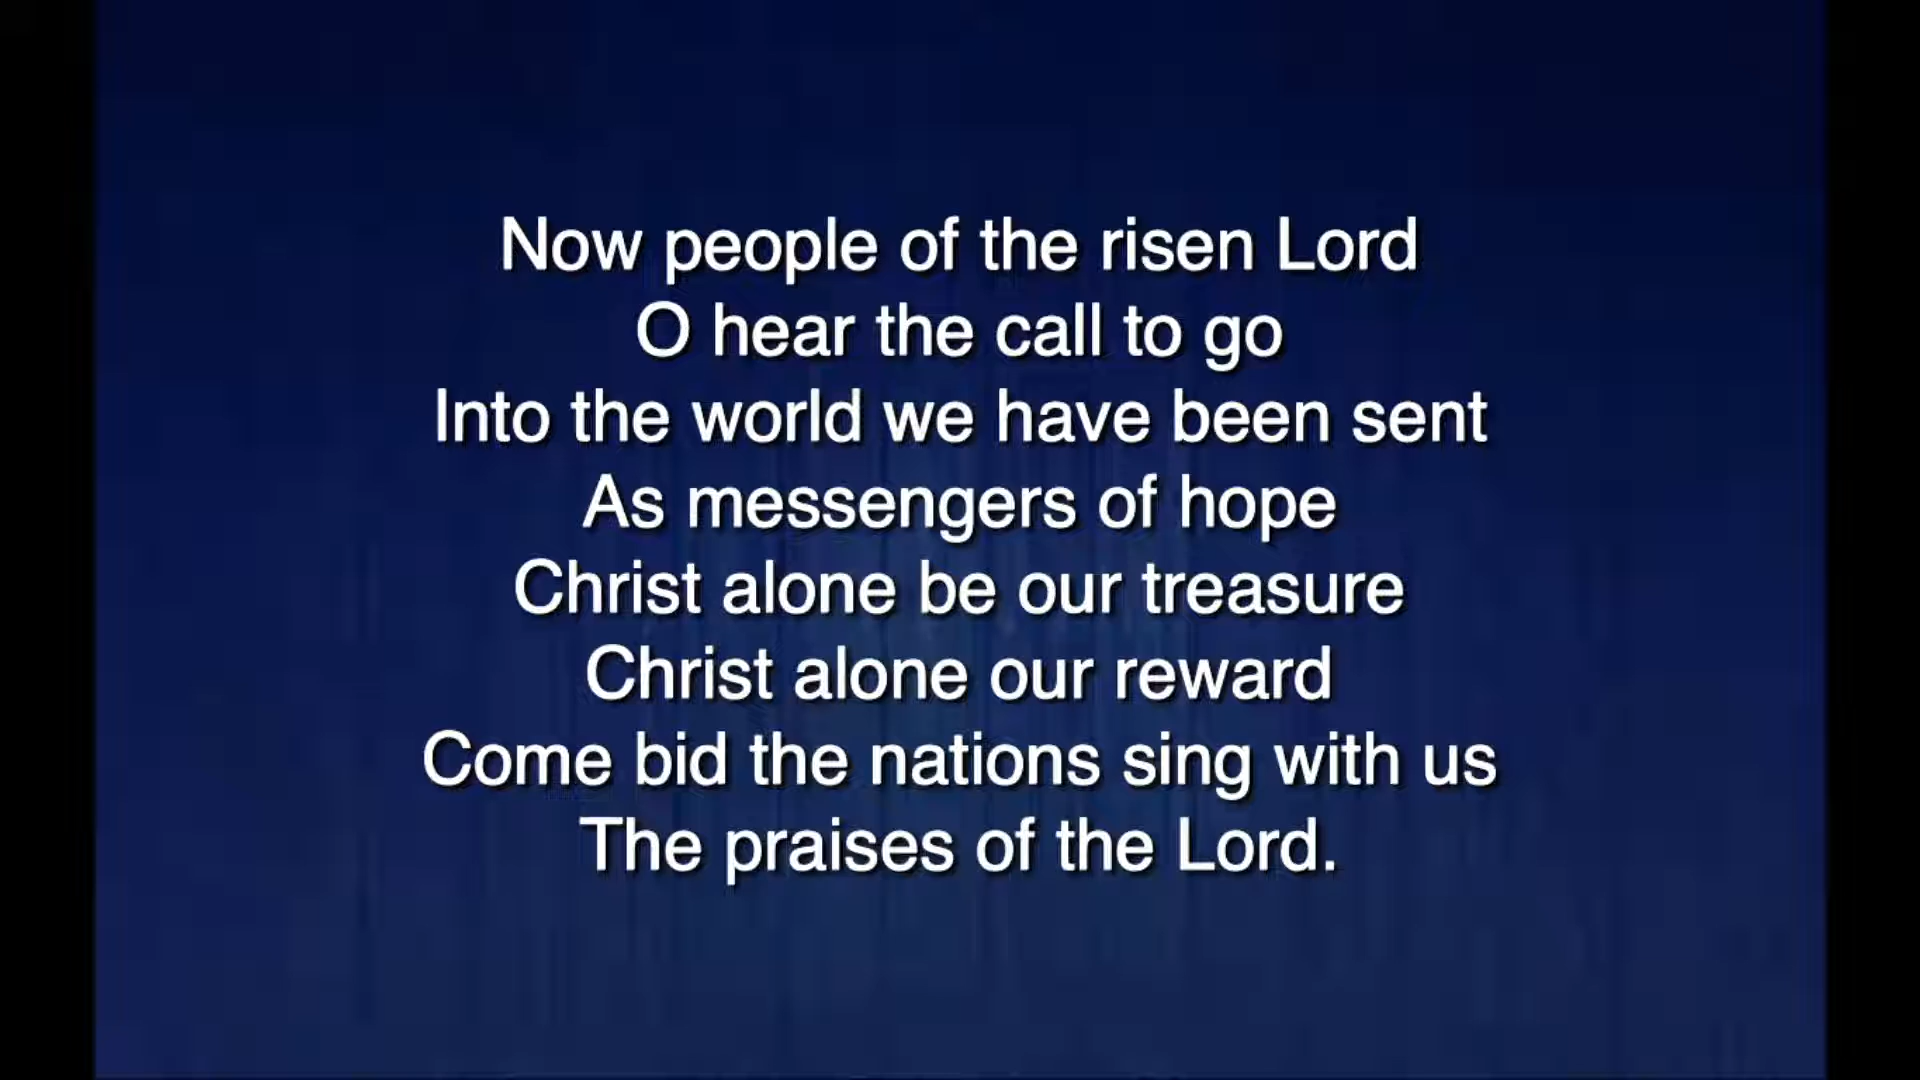 Now people of the risen Lord
O hear the call to go
Into the world we have been sent
As messengers of hope
Christ alone be our treasure
Christ alone our reward
Come bid the nations sing with us
The praises of the Lord.